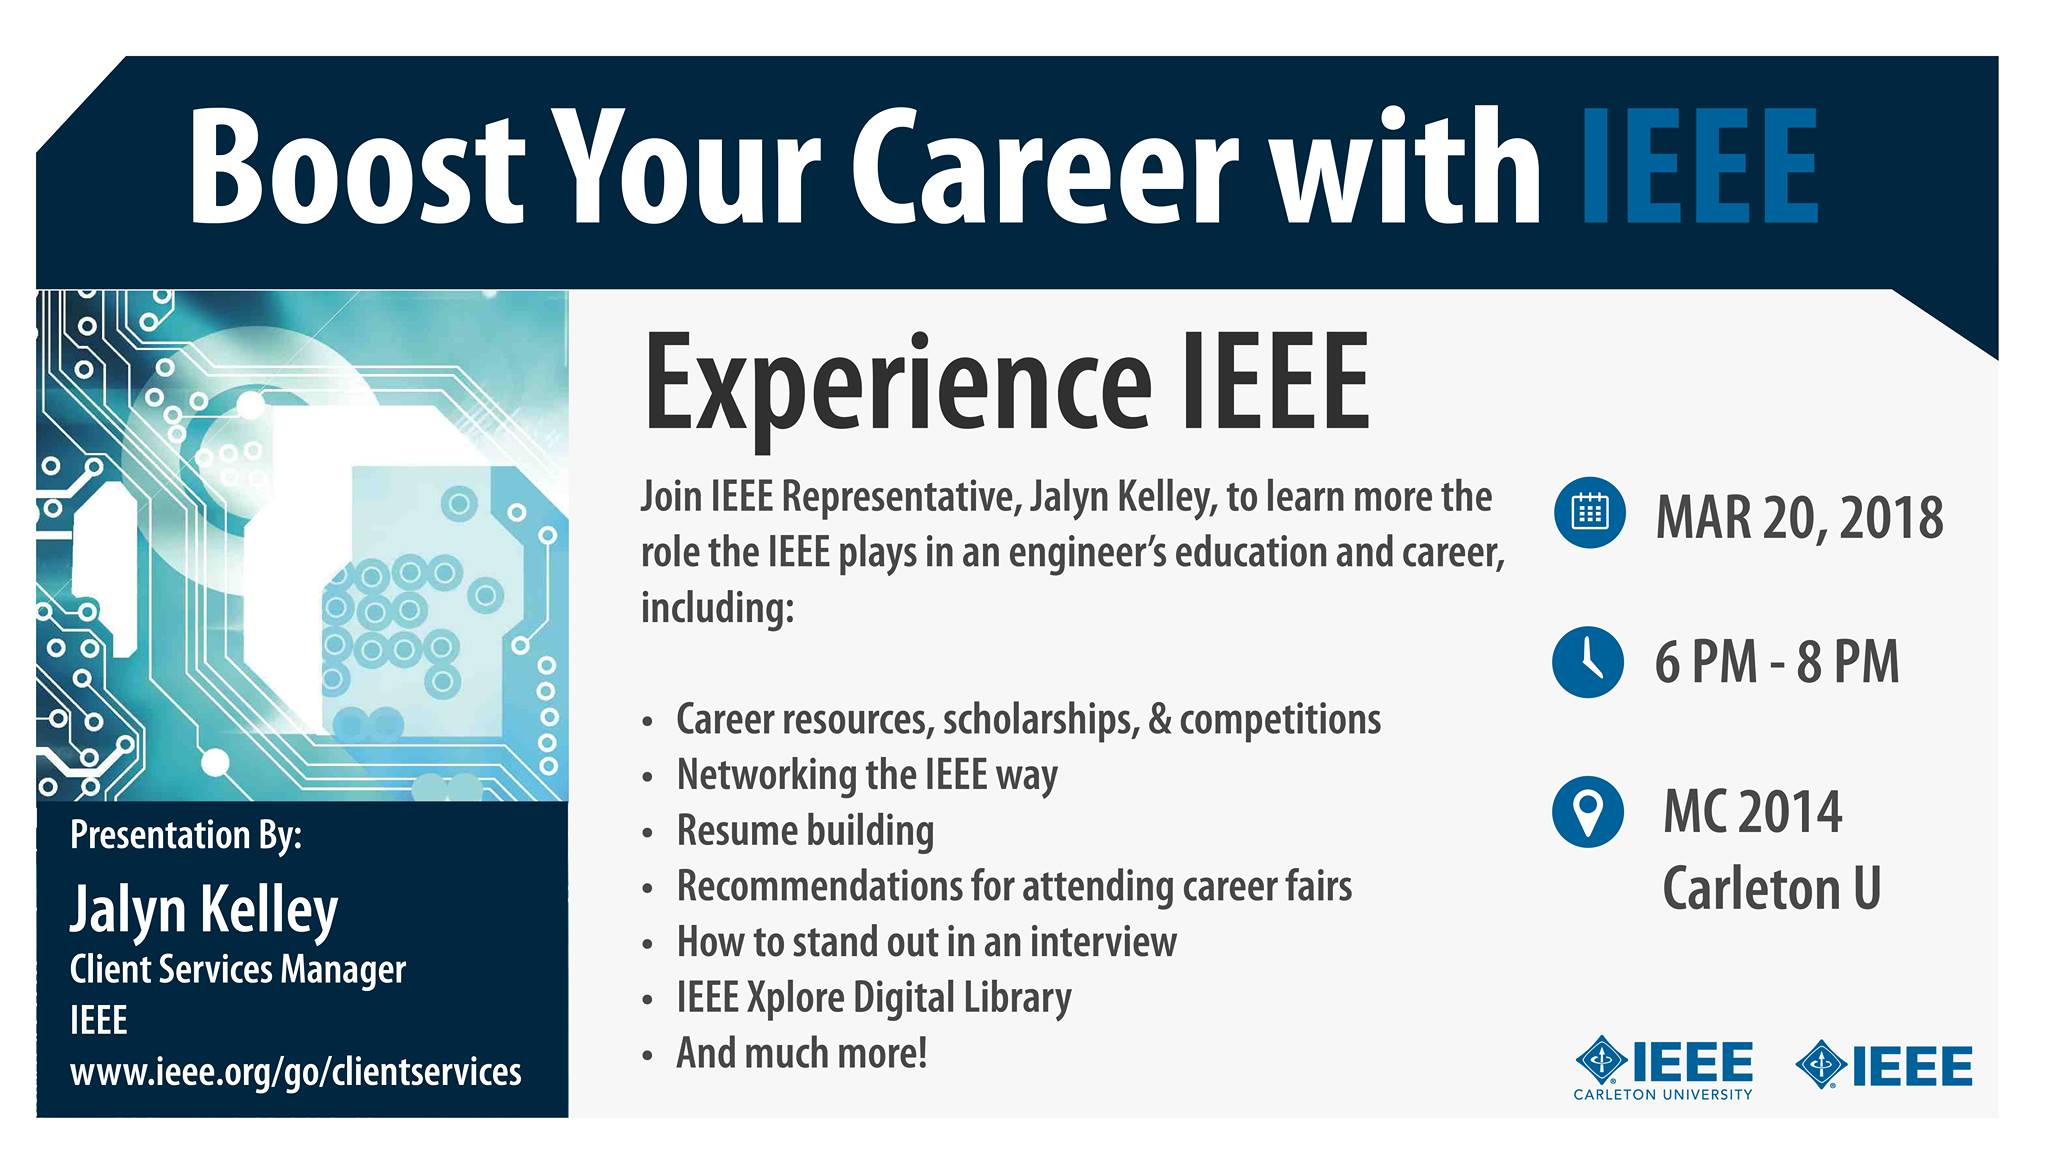 Boost Your Career with IEEE
Experience IEEE
Join IEEE Representative, Jalyn Kelley, to learn more the
role the IEEE plays in an engineer's education and career,
including:
• Career resources, scholarships, & competitions
• Networking the IEEE way
• Resume building
• Recommendations for attending career fairs
• How to stand out in an interview
• IEEE Xplore Digital Library
• And much more!
MAR 20, 2018
6 PM - 8 PM
MC 2014
Carleton U
Presentation By:
Jalyn Kelley
Client Services Manager
IEEE
www.ieee.org/go/clientservices
IEEE
CARLETON UNIVERSITY
IEEE